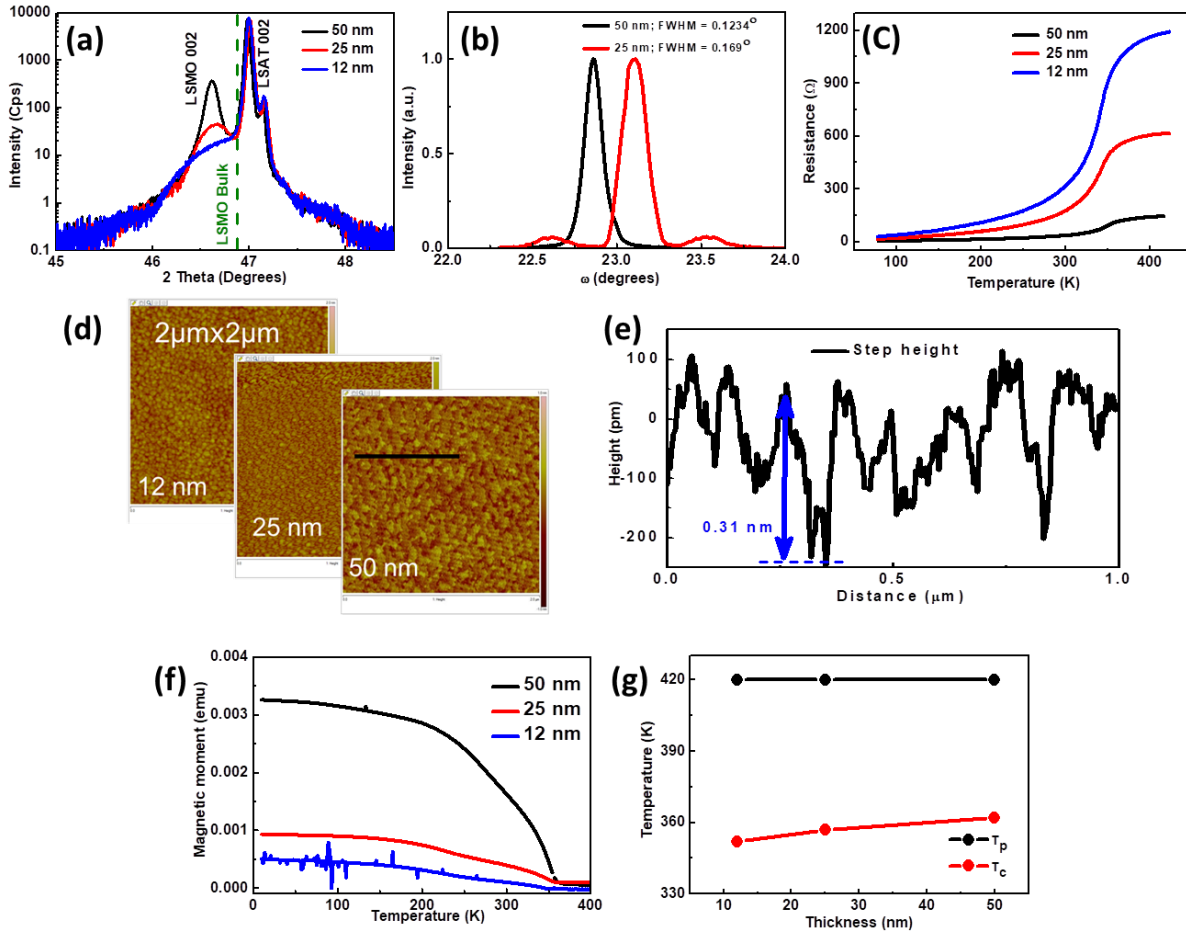 (a)
50 nm
25 nm
12 nm
LSMO 002
LSAT 002
LSMO Bulk
10000
1000
100
10
1
0.1
Intensity (Cps)
45
46
47
48
2 Theta (Degrees)
(b)
50 nm; FWHM = 0.1234°
25 nm; FWHM = 0.169°
1.0
0.5
0.0
Intensity (a.u.)
22.0
22.5
23.0
23.5
24.0
ω (degrees)
(C)
50 nm
25 nm
12 nm
1200
900
600
300
0
Resistance (Ω)
100
200
300
400
Temperature (K)
(d)
2µmx2µm
12 nm
25 nm
50 nm
(e)
Step height
100
0
-100
-200
Height (pm)
0.31 nm
0.0
0.5
1.0
Distance (µm)
(f)
50 nm
25 nm
12 nm
0.004
0.003
0.002
0.001
0.000
Magnetic moment (emu)
0
100
200
300
400
Temperature (K)
(g)
420
390
360
330
Temperature (K)
Tp
Tc
10
20
30
40
50
Thickness (nm)